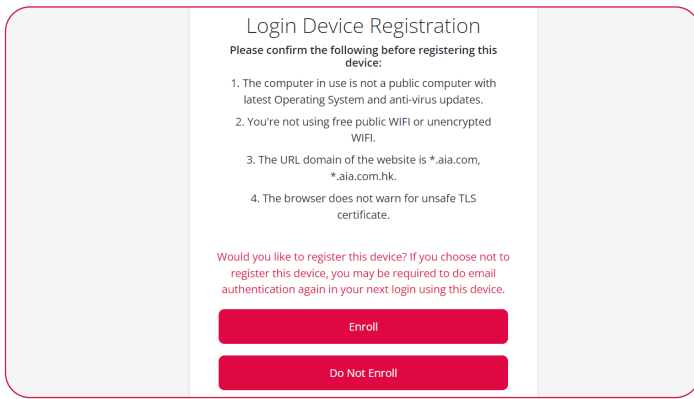 Login Device Registration
Please confirm the following before registering this
device:
1. The computer in use is not a public computer with
latest Operating System and anti-virus updates.
2. You're not using free public WIFI or unencrypted
WIFI.
3. The URL domain of the website is *.aia.com,
*.aia.com.hk.
4. The browser does not warn for unsafe TLS
certificate.
Would you like to register this device? If you choose not to
register this device, you may be required to do email
authentication again in your next login using this device.
Enroll
Do Not Enroll